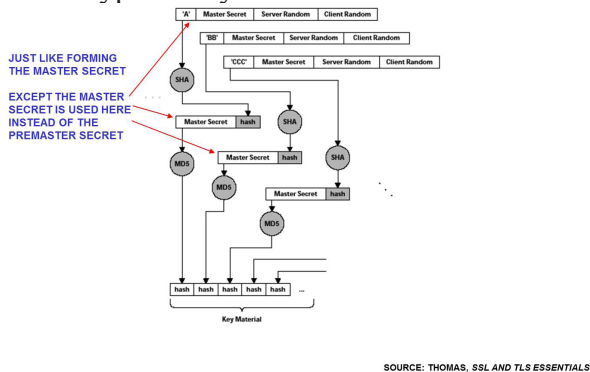 'A' Master Secret Server Random Client Random
'BB' Master Secret Server Random Client Random
'CCC' Master Secret Server Random Client Random
JUST LIKE FORMING
THE MASTER SECRET
SHA
EXCEPT THE MASTER
SECRET IS USED HERE
INSTEAD OF THE
PREMASTER SECRET
Master Secret hash
SHA
Master Secret hash
SHA
MD5
MD5
Master Secret hash
MD5
hash hash hash hash hash ...
Key Material
SOURCE: THOMAS, SSL AND TLS ESSENTIALS